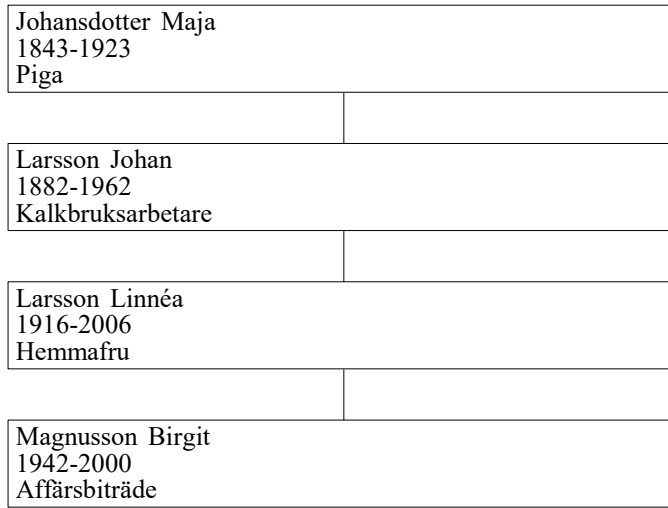 Johansdotter Maja
1843-1923
Piga
Larsson Johan
1882-1962
Kalkbruksarbetare
Larsson Linnéa
1916-2006
Hemmafru
Magnusson Birgit
1942-2000
Affärsbiträde